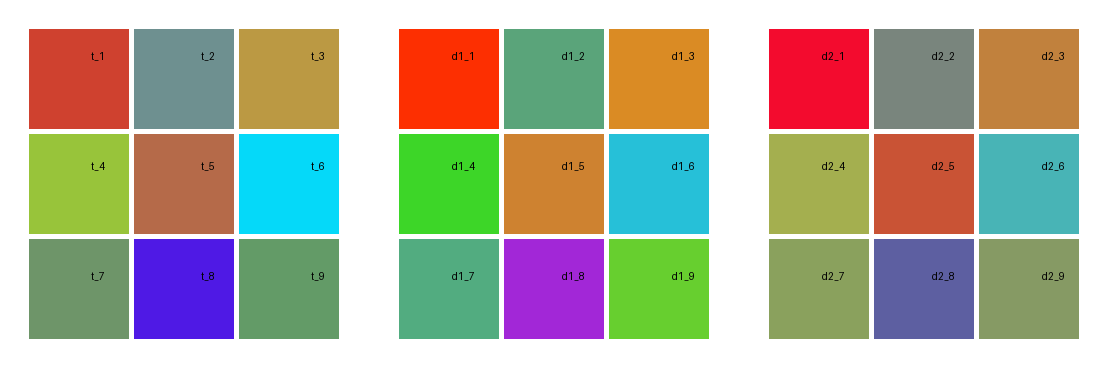 t_1 t_2 t_3 d1_1 d1_2 d1_3 d2_1 d2_2 d2_3
t_4 t_5 t_6 d1_4 d1_5 d1_6 d2_4 d2_5 d2_6
t_7 t_8 t_9 d1_7 d1_8 d1_9 d2_7 d2_8 d2_9